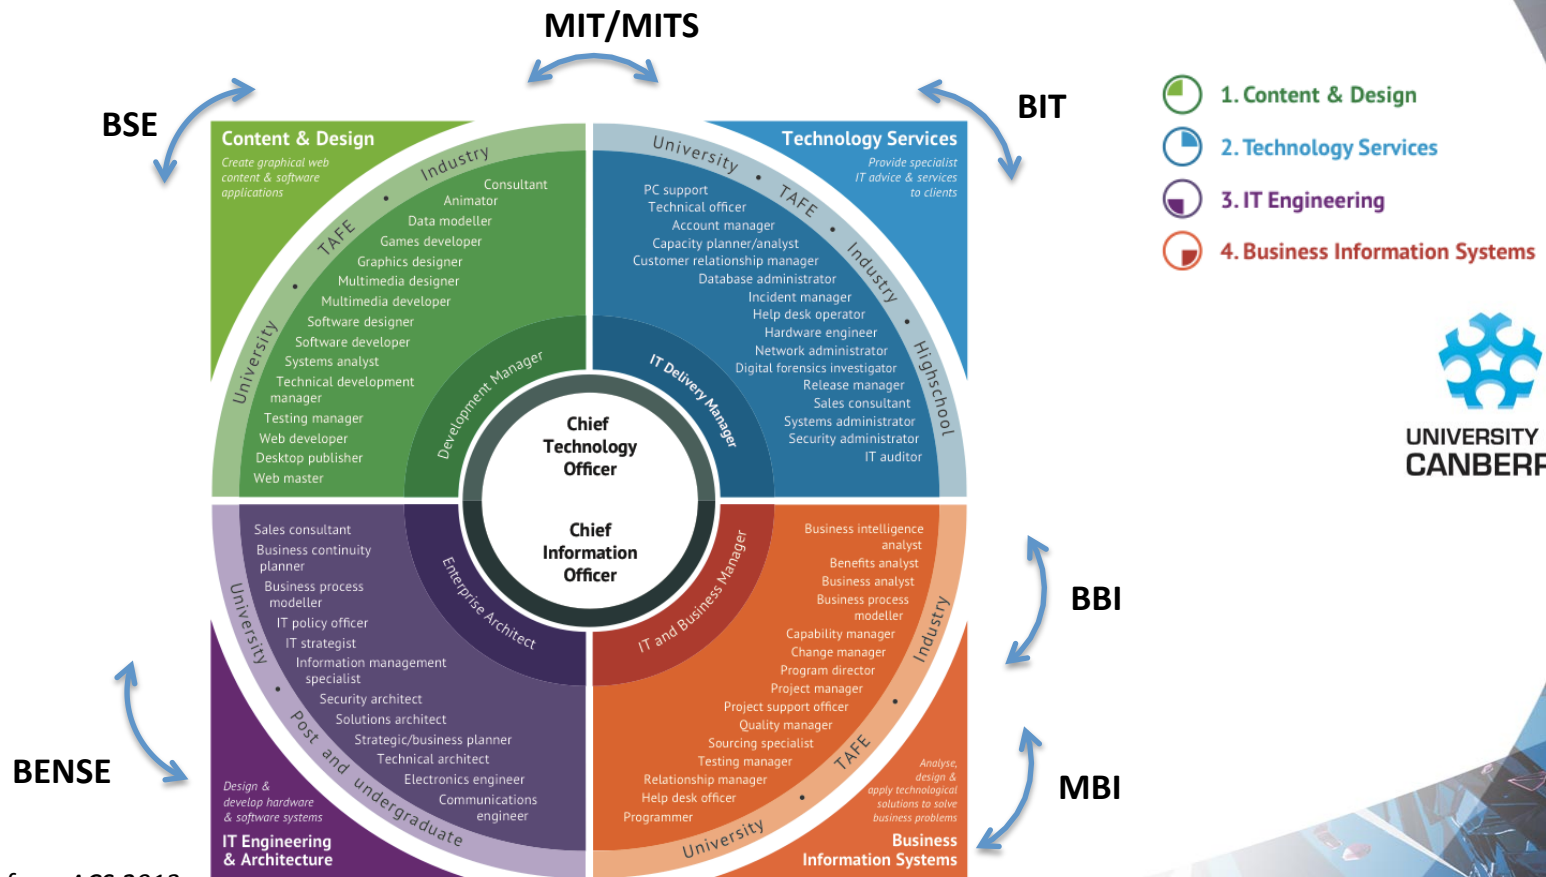 MIT/MITS
BSE
BIT
Content & Design
Create graphical web
content & software
applications
University • TAFE • Industry
Consultant
Animator
Data modeller
Games developer
Graphics designer
Multimedia designer
Multimedia developer
Software designer
Software developer
Systems analyst
Technical development
manager
Testing manager
Web developer
Desktop publisher
Web master
Development Manager
Technology Services
Provide specialist
IT advice & services
to clients
University • TAFE • Industry • Highschool
PC support
Technical officer
Account manager
Capacity planner/analyst
Customer relationship manager
Database administrator
Incident manager
Help desk operator
Hardware engineer
Network administrator
Digital forensics investigator
Release manager
Sales consultant
Systems administrator
Security administrator
IT auditor
IT Delivery Manager
Chief
Technology
Officer
Chief
Information
Officer
Sales consultant
Business continuity
planner
Business process
modeller
IT policy officer
IT strategist
Information management
specialist
Security architect
Solutions architect
Strategic/business planner
Technical architect
Electronics engineer
Communications
engineer
Enterprise Architect
University • Post and undergraduate
Design &
develop hardware
& software systems
IT Engineering
& Architecture
BENSE
Business intelligence
analyst
Benefits analyst
Business analyst
Business process
modeller
Capability manager
Change manager
Program director
Project manager
Project support officer
Quality manager
Sourcing specialist
Testing manager
Relationship manager
Help desk officer
Programmer
IT and Business Manager
University • TAFE • Industry
Analyse,
design &
apply technological
solutions to solve
business problems
Business
Information Systems
BBI
MBI
1. Content & Design
2. Technology Services
3. IT Engineering
4. Business Information Systems
UNIVERSITY
CANBERR
from ACS 2013